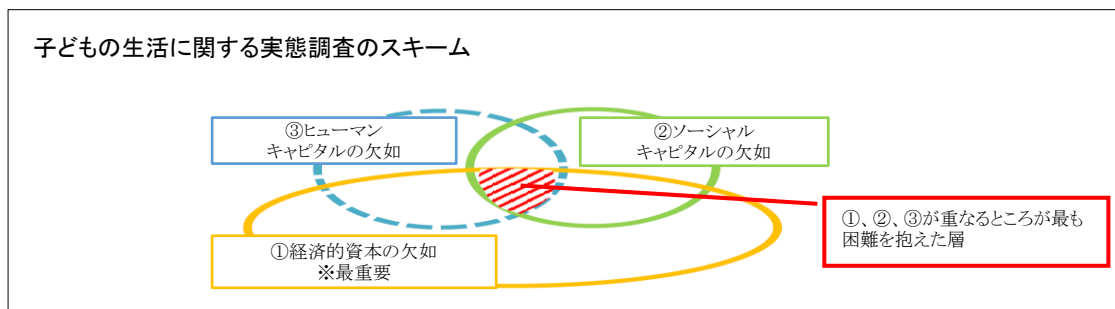 子どもの生活に関する実態調査のスキーム
③ヒューマン
キャピタルの欠如
②ソーシャル
キャピタルの欠如
①、②、③が重なるところが最も
困難を抱えた層
①経済的資本の欠如
※最重要